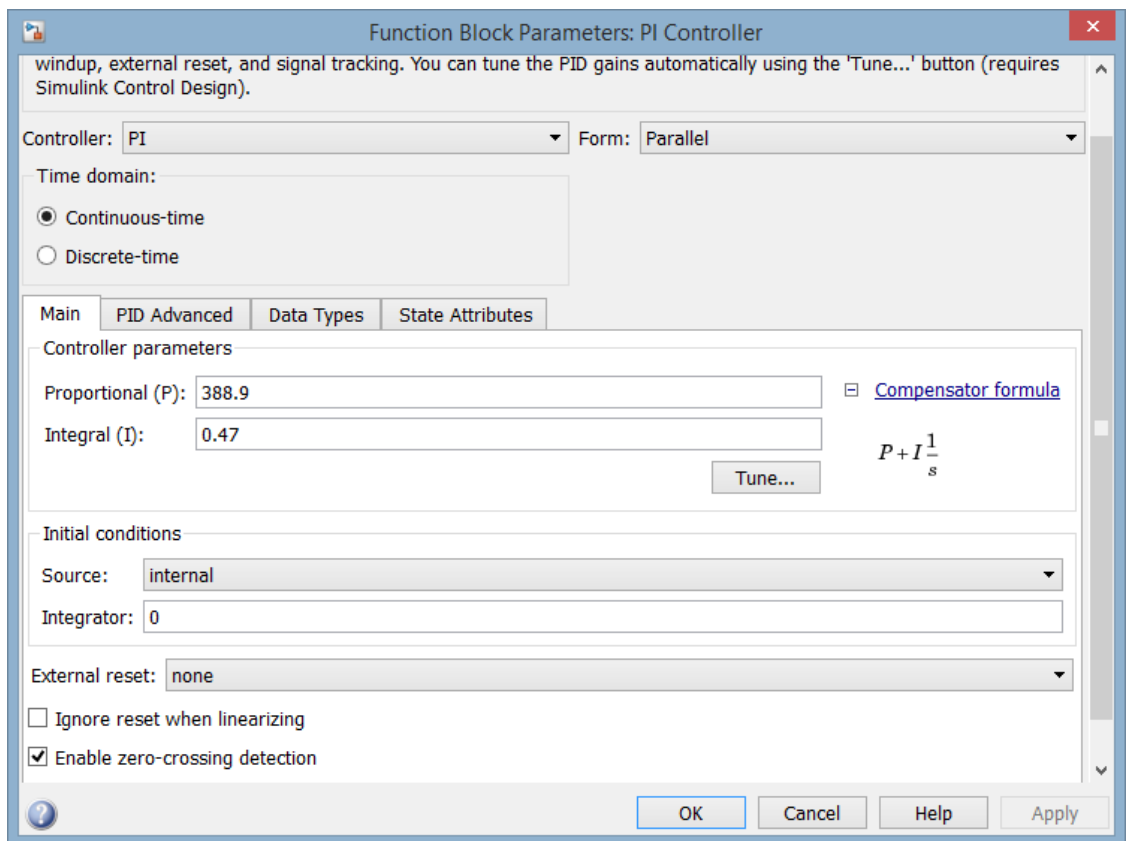 Function Block Parameters: PI Controller
windup, external reset, and signal tracking. You can tune the PID gains automatically using the 'Tune...' button (requires
Simulink Control Design).
Controller: PI Form: Parallel
Time domain:
Continuous-time
Discrete-time
Main PID Advanced Data Types State Attributes
Controller parameters
Proportional (P): 388.9 Compensator formula
Integral (I): 0.47
P + I 1/s
Tune...
Initial conditions
Source: internal
Integrator: 0
External reset: none
Ignore reset when linearizing
Enable zero-crossing detection
OK Cancel Help Apply